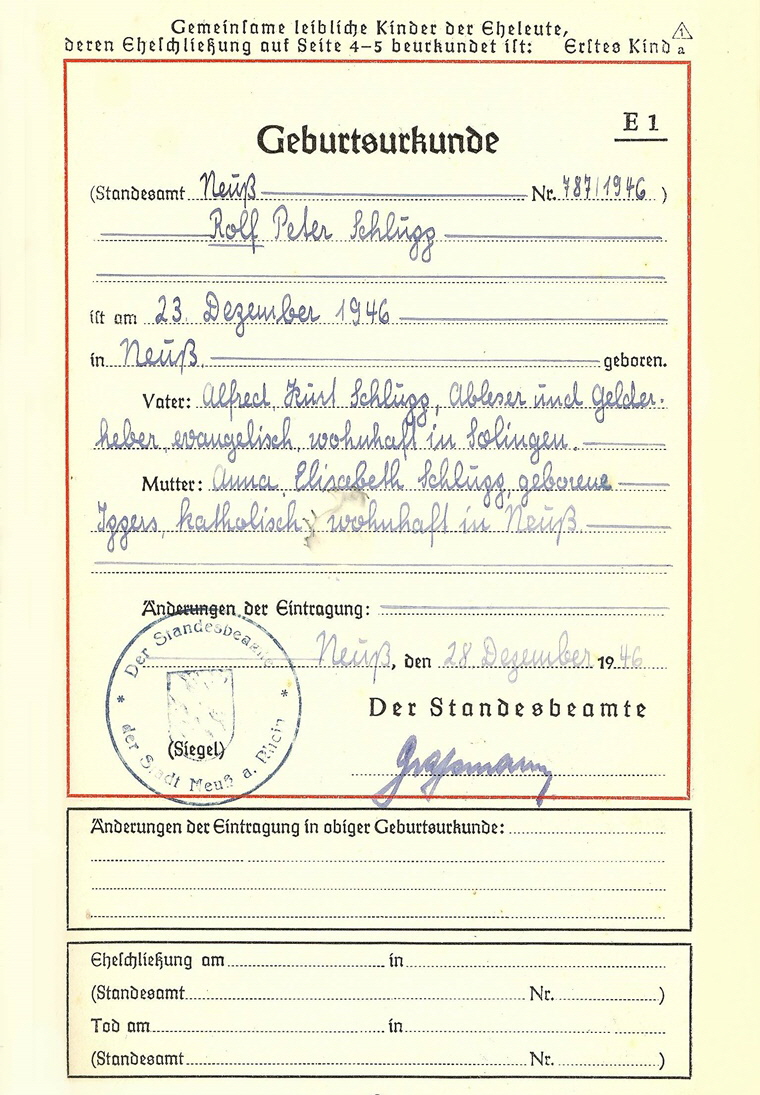 Gemeinsame leibliche Kinder der Eheleute,
deren Eheschließung auf Seite 4–5 beurkundet ist: Erstes Kind 1 a
E 1
Geburtsurkunde
(Standesamt Neuß Nr. 787/1946 )
Rolf Peter Schlugg
ist am 23. Dezember 1946
in Neuß. geboren.
Vater: Alfred, Kurt Schlugg, Ableser und Gelder-
heber, evangelisch, wohnhaft in Solingen.
Mutter: Anna, Elisabeth Schlugg, geborene
Iggers, katholisch, wohnhaft in Neuß.
Änderungen der Eintragung:
Neuß, den 28 Dezember 1946
Der Standesbeamte
der Stadt Neuß a. Rhein
(Siegel)
Der Standesbeamte
Änderungen der Eintragung in obiger Geburtsurkunde:
Eheschließung am in
(Standesamt Nr. )
Tod am in
(Standesamt Nr. )